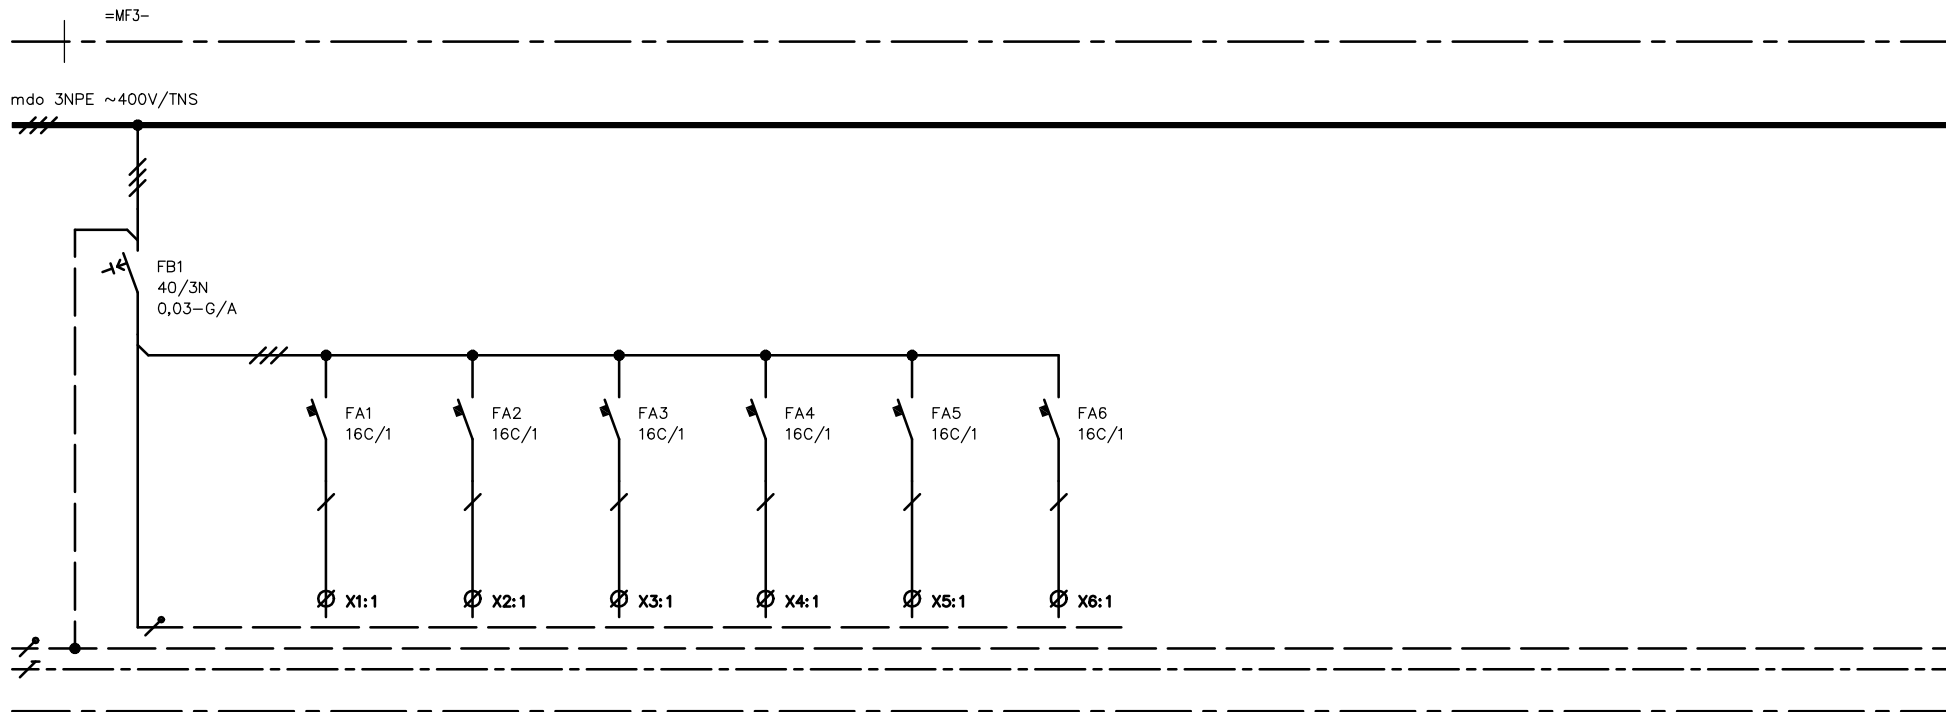 =MF3-
mdo 3NPE ~400V/TNS
FB1
40/3N
0,03-G/A
FA1
16C/1
FA2
16C/1
FA3
16C/1
FA4
16C/1
FA5
16C/1
FA6
16C/1
X1:1
X2:1
X3:1
X4:1
X5:1
X6:1